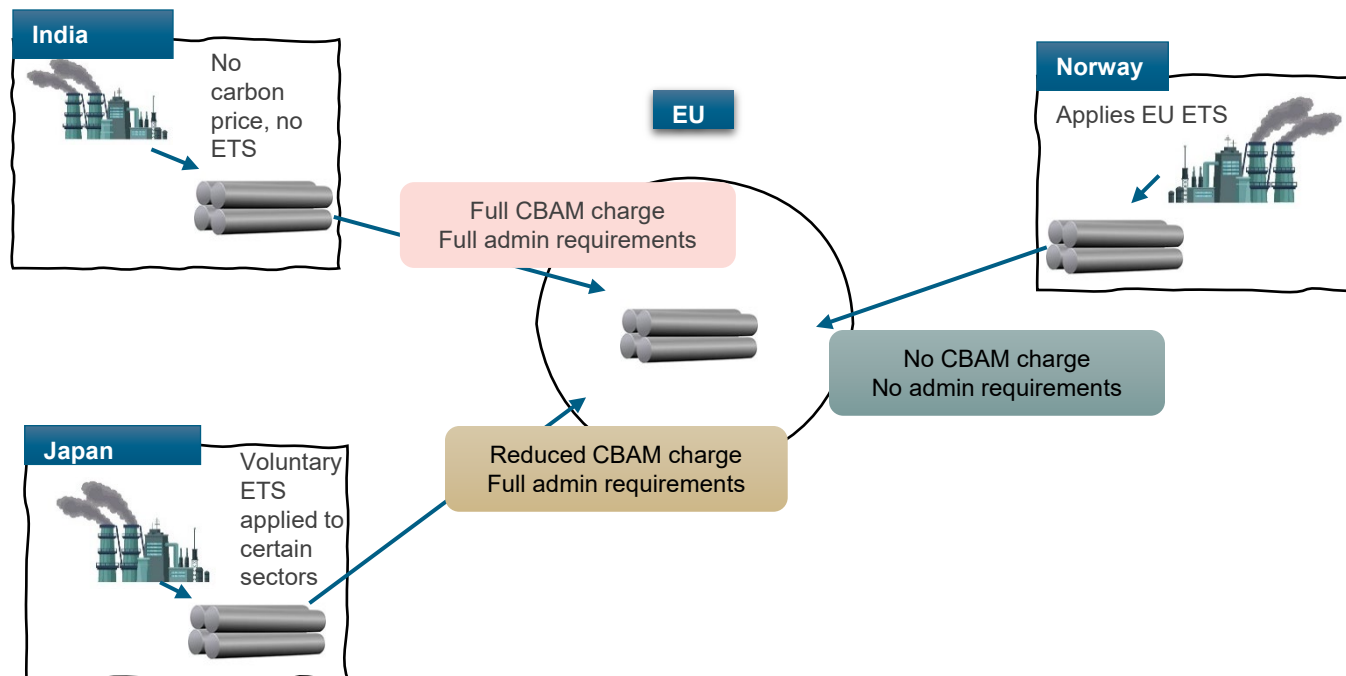 India
No
carbon
price, no
ETS
EU
Norway
Applies EU ETS
Full CBAM charge
Full admin requirements
No CBAM charge
No admin requirements
Japan
Voluntary
ETS
applied to
certain
sectors
Reduced CBAM charge
Full admin requirements